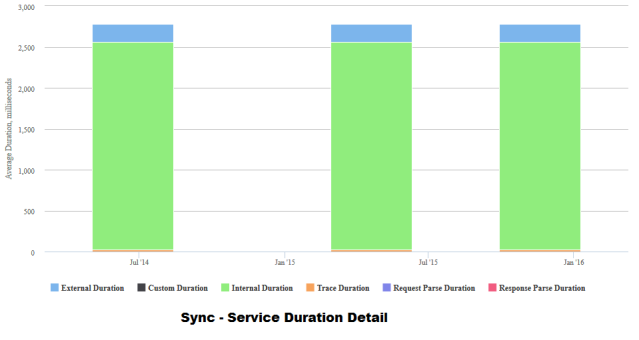 3,000
2,500
2,000
1,500
1,000
500
0
Average Duration, milliseconds
Jul '14 Jan '15 Jul '15 Jan '16
External Duration Custom Duration Internal Duration Trace Duration Request Parse Duration Response Parse Duration
Sync - Service Duration Detail